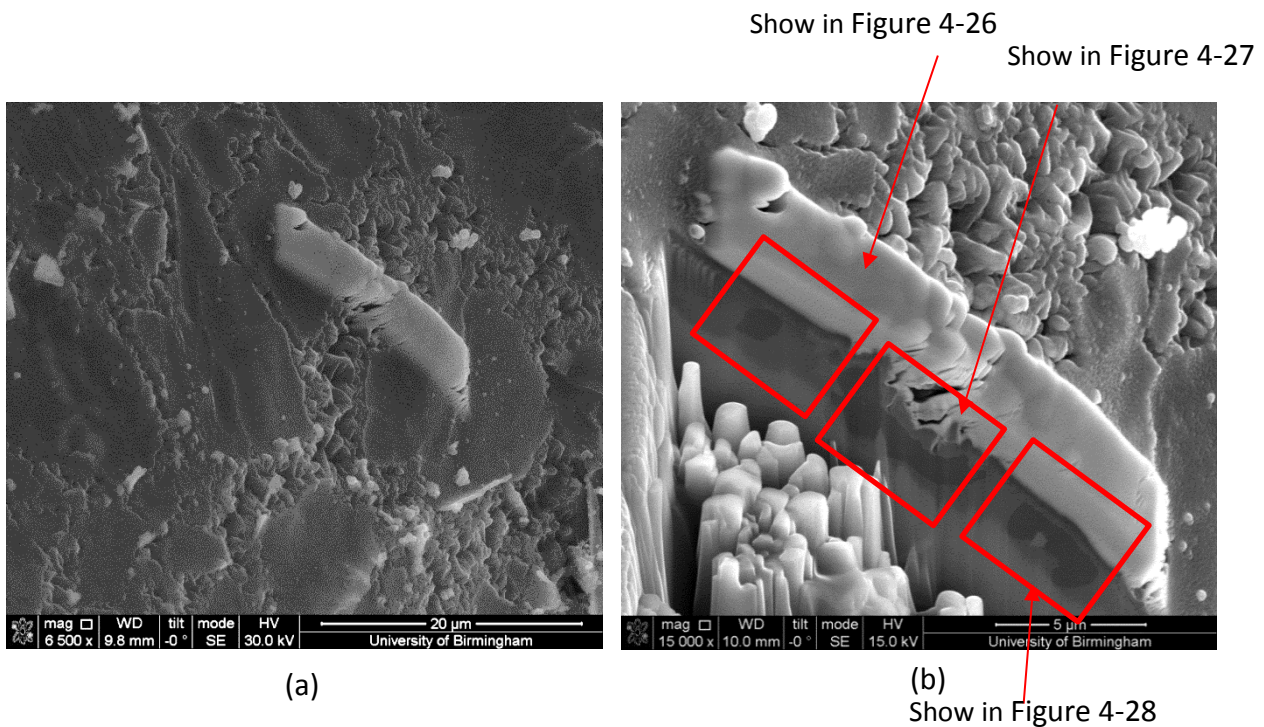 Show in Figure 4-26
Show in Figure 4-27
mag □ WD tilt mode HV 20 µm
6 500 x 9.8 mm -0° SE 30.0 kV University of Birmingham
mag □ WD tilt mode HV 5 µm
15 000 x 10.0 mm -0° SE 15.0 kV University of Birmingham
(a)
(b)
Show in Figure 4-28